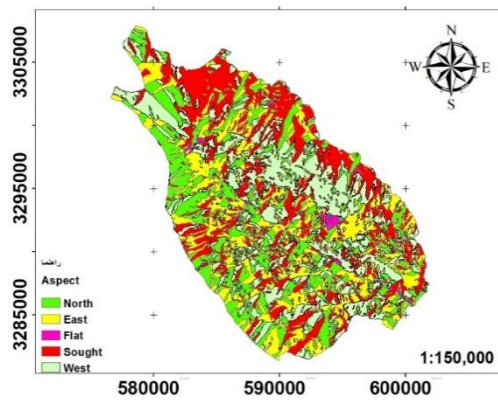 N
W E
S
3305000
3295000
3285000
راهنما
Aspect
North
East
Flat
Sought
West
1:150,000
580000 590000 600000